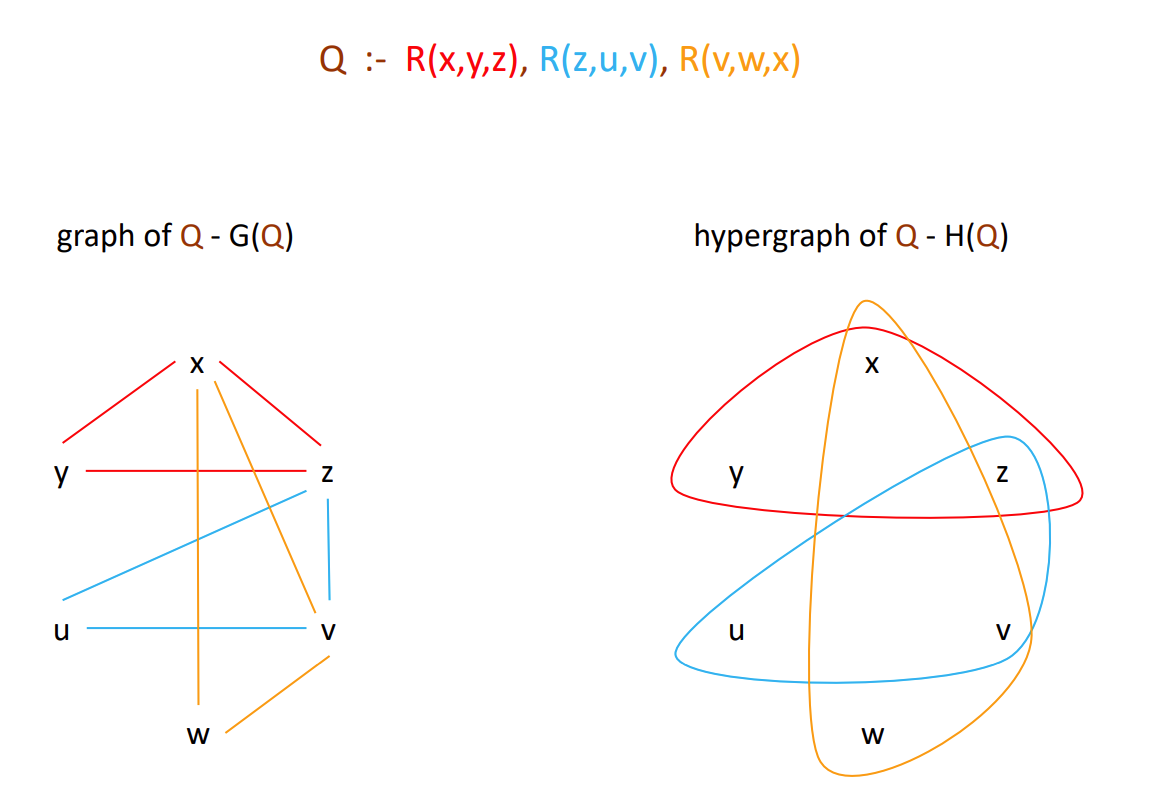 Q :- R(x,y,z), R(z,u,v), R(v,w,x)
graph of Q - G(Q)
hypergraph of Q - H(Q)
x
y z
u v
w
x
y z
u v
w